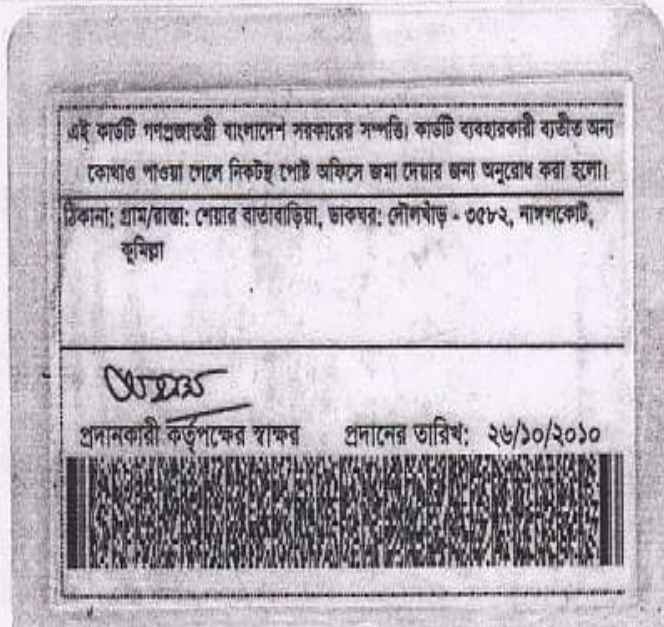 এই কার্ডটি গণপ্রজাতন্ত্রী বাংলাদেশ সরকারের সম্পত্তি। কার্ডটি ব্যবহারকারী ব্যতীত অন্য
কোথাও পাওয়া গেলে নিকটস্থ পোষ্ট অফিসে জমা দেয়ার জন্য অনুরোধ করা হলো।
ঠিকানা: গ্রাম/রাস্তা: শেয়ার বাতাবাড়িয়া, ডাকঘর: দৌলখাঁড় - ৩৫৮২, নাঙ্গলকোট,
কুমিল্লা
প্রদানকারী কর্তৃপক্ষের স্বাক্ষর প্রদানের তারিখ: ২৬/১০/২০১০